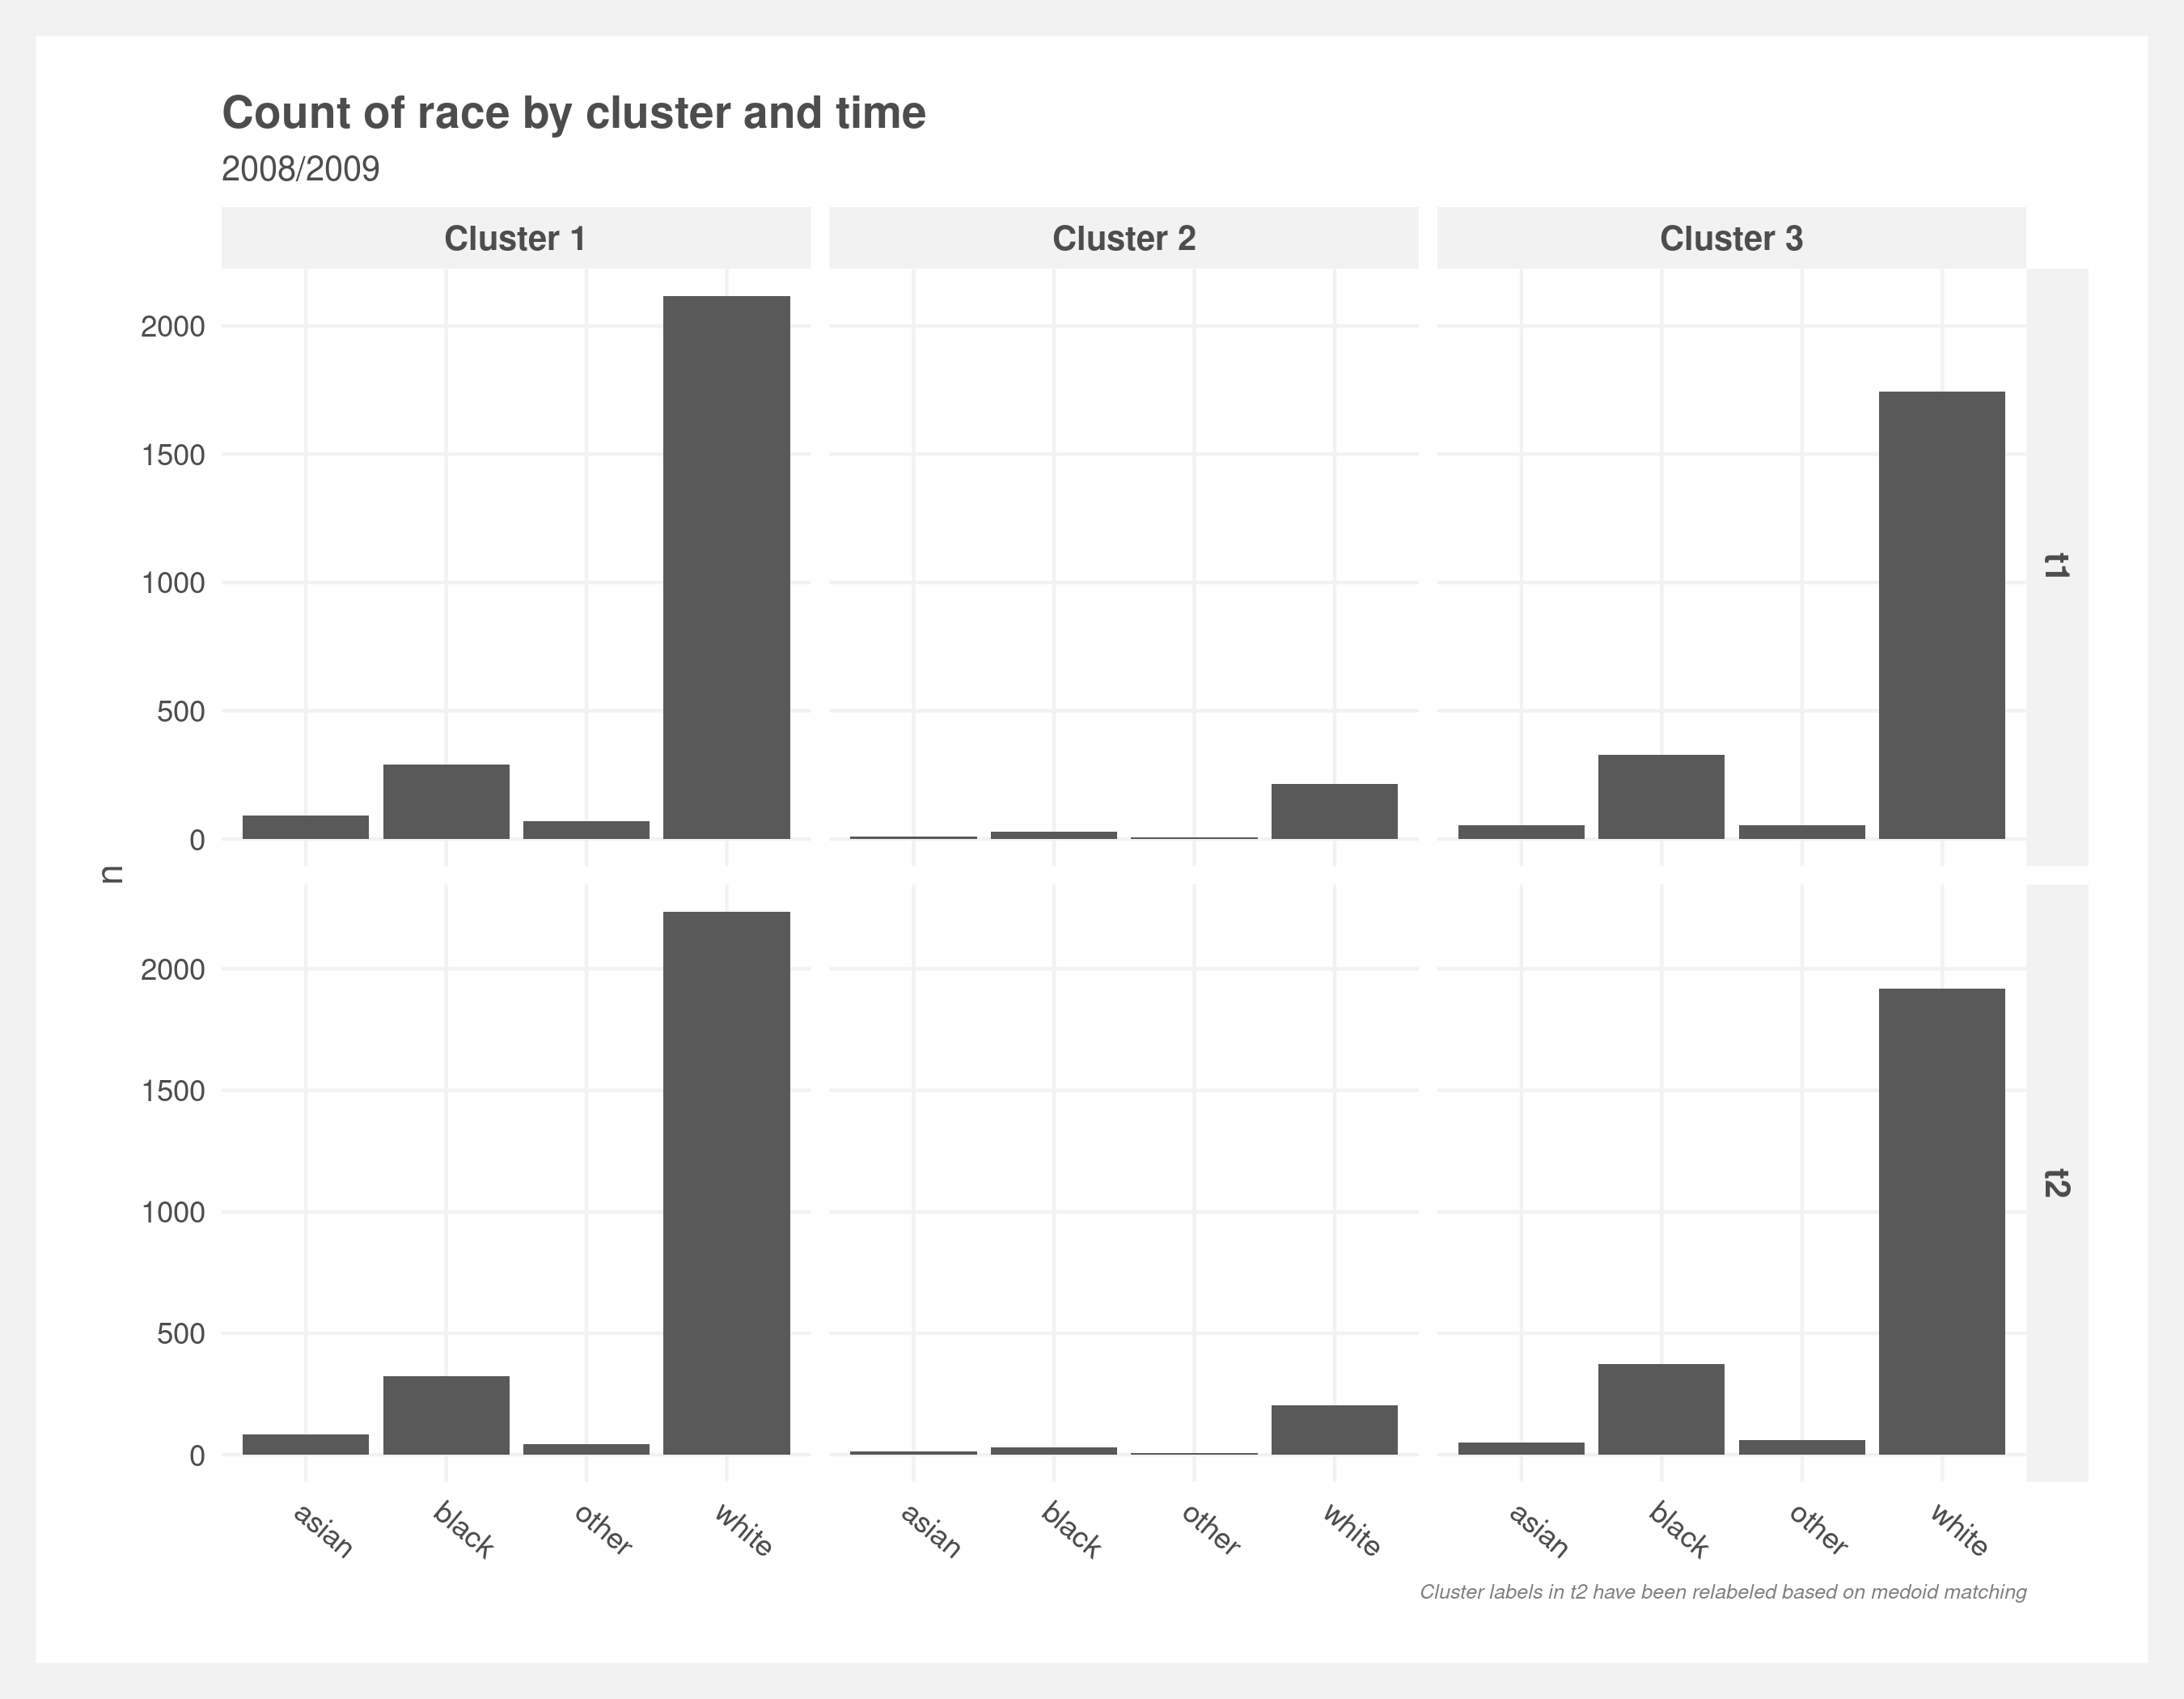 Count of race by cluster and time
2008/2009
Cluster 1 Cluster 2 Cluster 3
2000
1500
1000
500
0
t1
n
2000
1500
1000
500
0
t2
asian black other white asian black other white asian black other white
Cluster labels in t2 have been relabeled based on medoid matching